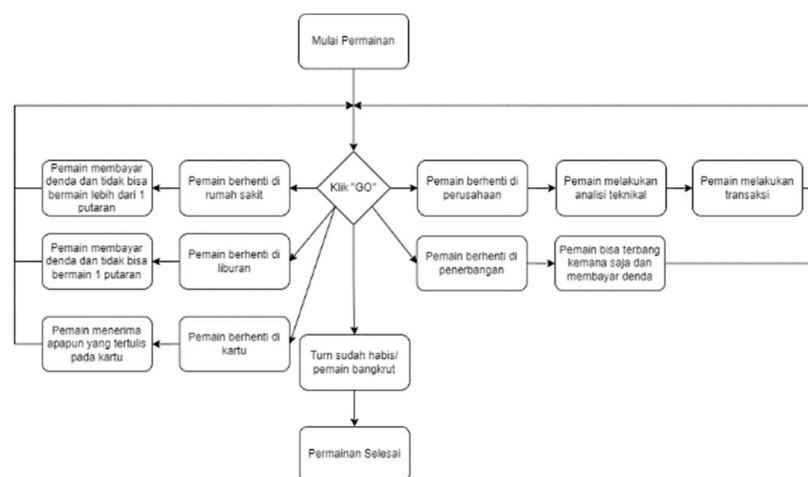 Mulai Permainan
Pemain membayar
denda dan tidak bisa
bermain lebih dari 1
putaran
Pemain berhenti di
rumah sakit
Klik "GO"
Pemain berhenti di
perusahaan
Pemain melakukan
analisi teknikal
Pemain melakukan
transaksi
Pemain membayar
denda dan tidak bisa
bermain 1 putaran
Pemain berhenti di
liburan
Pemain berhenti di
penerbangan
Pemain bisa terbang
kemana saja dan
membayar denda
Pemain menerima
apapun yang tertulis
pada kartu
Pemain berhenti di
kartu
Turn sudah habis/
pemain bangkrut
Permainan Selesai